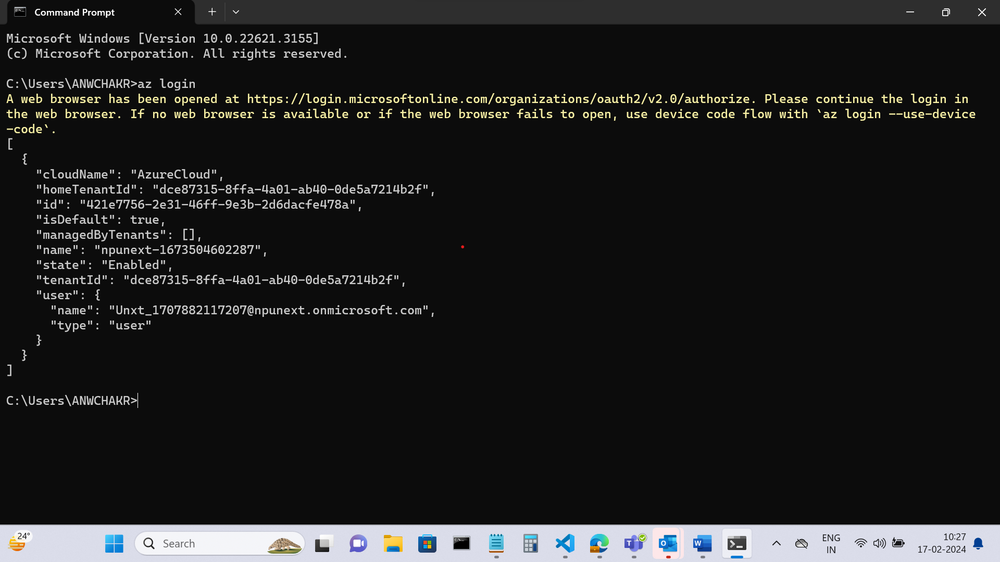 Command Prompt
Microsoft Windows [Version 10.0.22621.3155]
(c) Microsoft Corporation. All rights reserved.
C:\Users\ANWCHAKR>az login
A web browser has been opened at https://login.microsoftonline.com/organizations/oauth2/v2.0/authorize. Please continue the login in
the web browser. If no web browser is available or if the web browser fails to open, use device code flow with `az login --use-device
-code`.
[
  {
    "cloudName": "AzureCloud",
    "homeTenantId": "dce87315-8ffa-4a01-ab40-0de5a7214b2f",
    "id": "421e7756-2e31-46ff-9e3b-2d6dacfe478a",
    "isDefault": true,
    "managedByTenants": [],
    "name": "npunext-1673504602287",
    "state": "Enabled",
    "tenantId": "dce87315-8ffa-4a01-ab40-0de5a7214b2f",
    "user": {
      "name": "Unxt_1707882117207@npunext.onmicrosoft.com",
      "type": "user"
    }
  }
]
C:\Users\ANWCHAKR>
24°
Search
ENG
IN
10:27
17-02-2024